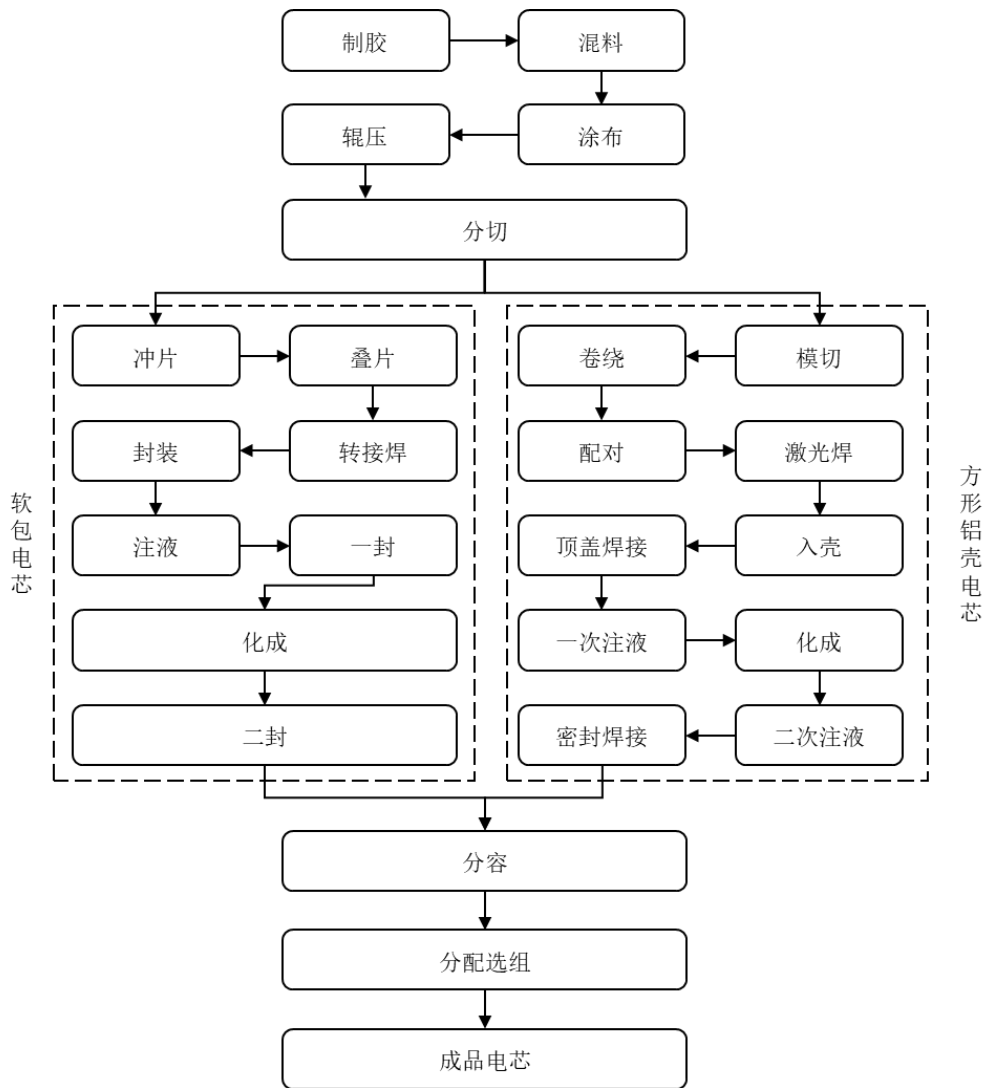 制胶
混料
辊压
涂布
分切
冲片
叠片
卷绕
模切
封装
转接焊
配对
激光焊
软包电芯
方形铝壳电芯
注液
一封
顶盖焊接
入壳
化成
一次注液
化成
二封
密封焊接
二次注液
分容
分配选组
成品电芯